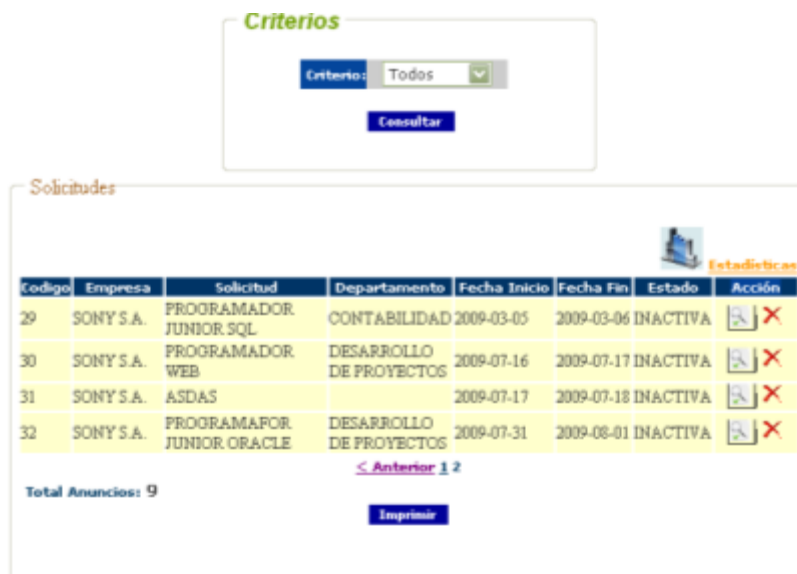 Criterios
Criterio: Todos
Consultar
Solicitudes
Estadísticas
Codigo Empresa Solicitud Departamento Fecha Inicio Fecha Fin Estado Acción
29 SONY S.A. PROGRAMADOR JUNIOR SQL CONTABILIDAD 2009-03-05 2009-03-06 INACTIVA
30 SONY S.A. PROGRAMADOR WEB DESARROLLO DE PROYECTOS 2009-07-16 2009-07-17 INACTIVA
31 SONY S.A. ASDAS 2009-07-17 2009-07-18 INACTIVA
32 SONY S.A. PROGRAMAFOR JUNIOR ORACLE DESARROLLO DE PROYECTOS 2009-07-31 2009-08-01 INACTIVA
< Anterior 1 2
Total Anuncios: 9
Imprimir